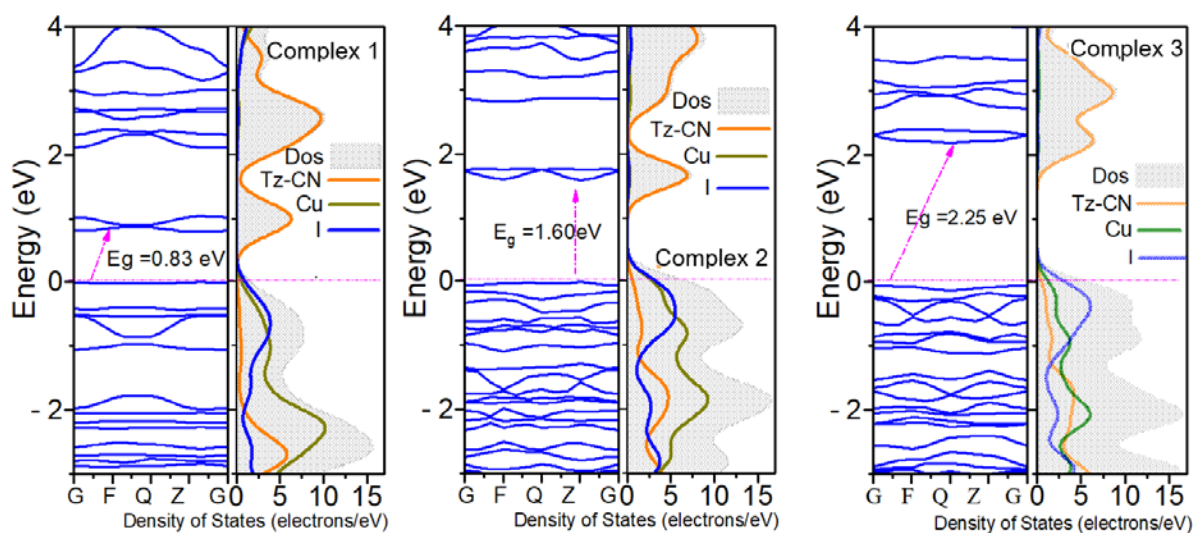 4
2
0
-2
Energy (eV)
Complex 1
Dos
Tz-CN
Cu
I
Eg =0.83 eV
G F Q Z G
0 5 10 15
Density of States (electrons/eV)
4
2
0
-2
Energy (eV)
Dos
Tz-CN
Cu
I
Eg =1.60eV
Complex 2
G F Q Z G
0 5 10 15
Density of States (electrons/eV)
4
2
0
-2
Energy (eV)
Complex 3
Dos
Tz-CN
Cu
I
Eg =2.25 eV
G F Q Z G
0 5 10 15
Density of States (electrons/eV)